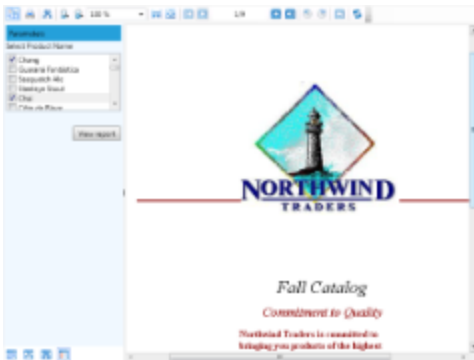 100 %
1/9
Parameters
Select Product Name
Chang
Guaraná Fantástica
Sasquatch Ale
Steeleye Stout
Chai
View report
NORTHWIND
TRADERS
Fall Catalog
Commitment to Quality
Northwind Traders is committed to
bringing you products of the highest